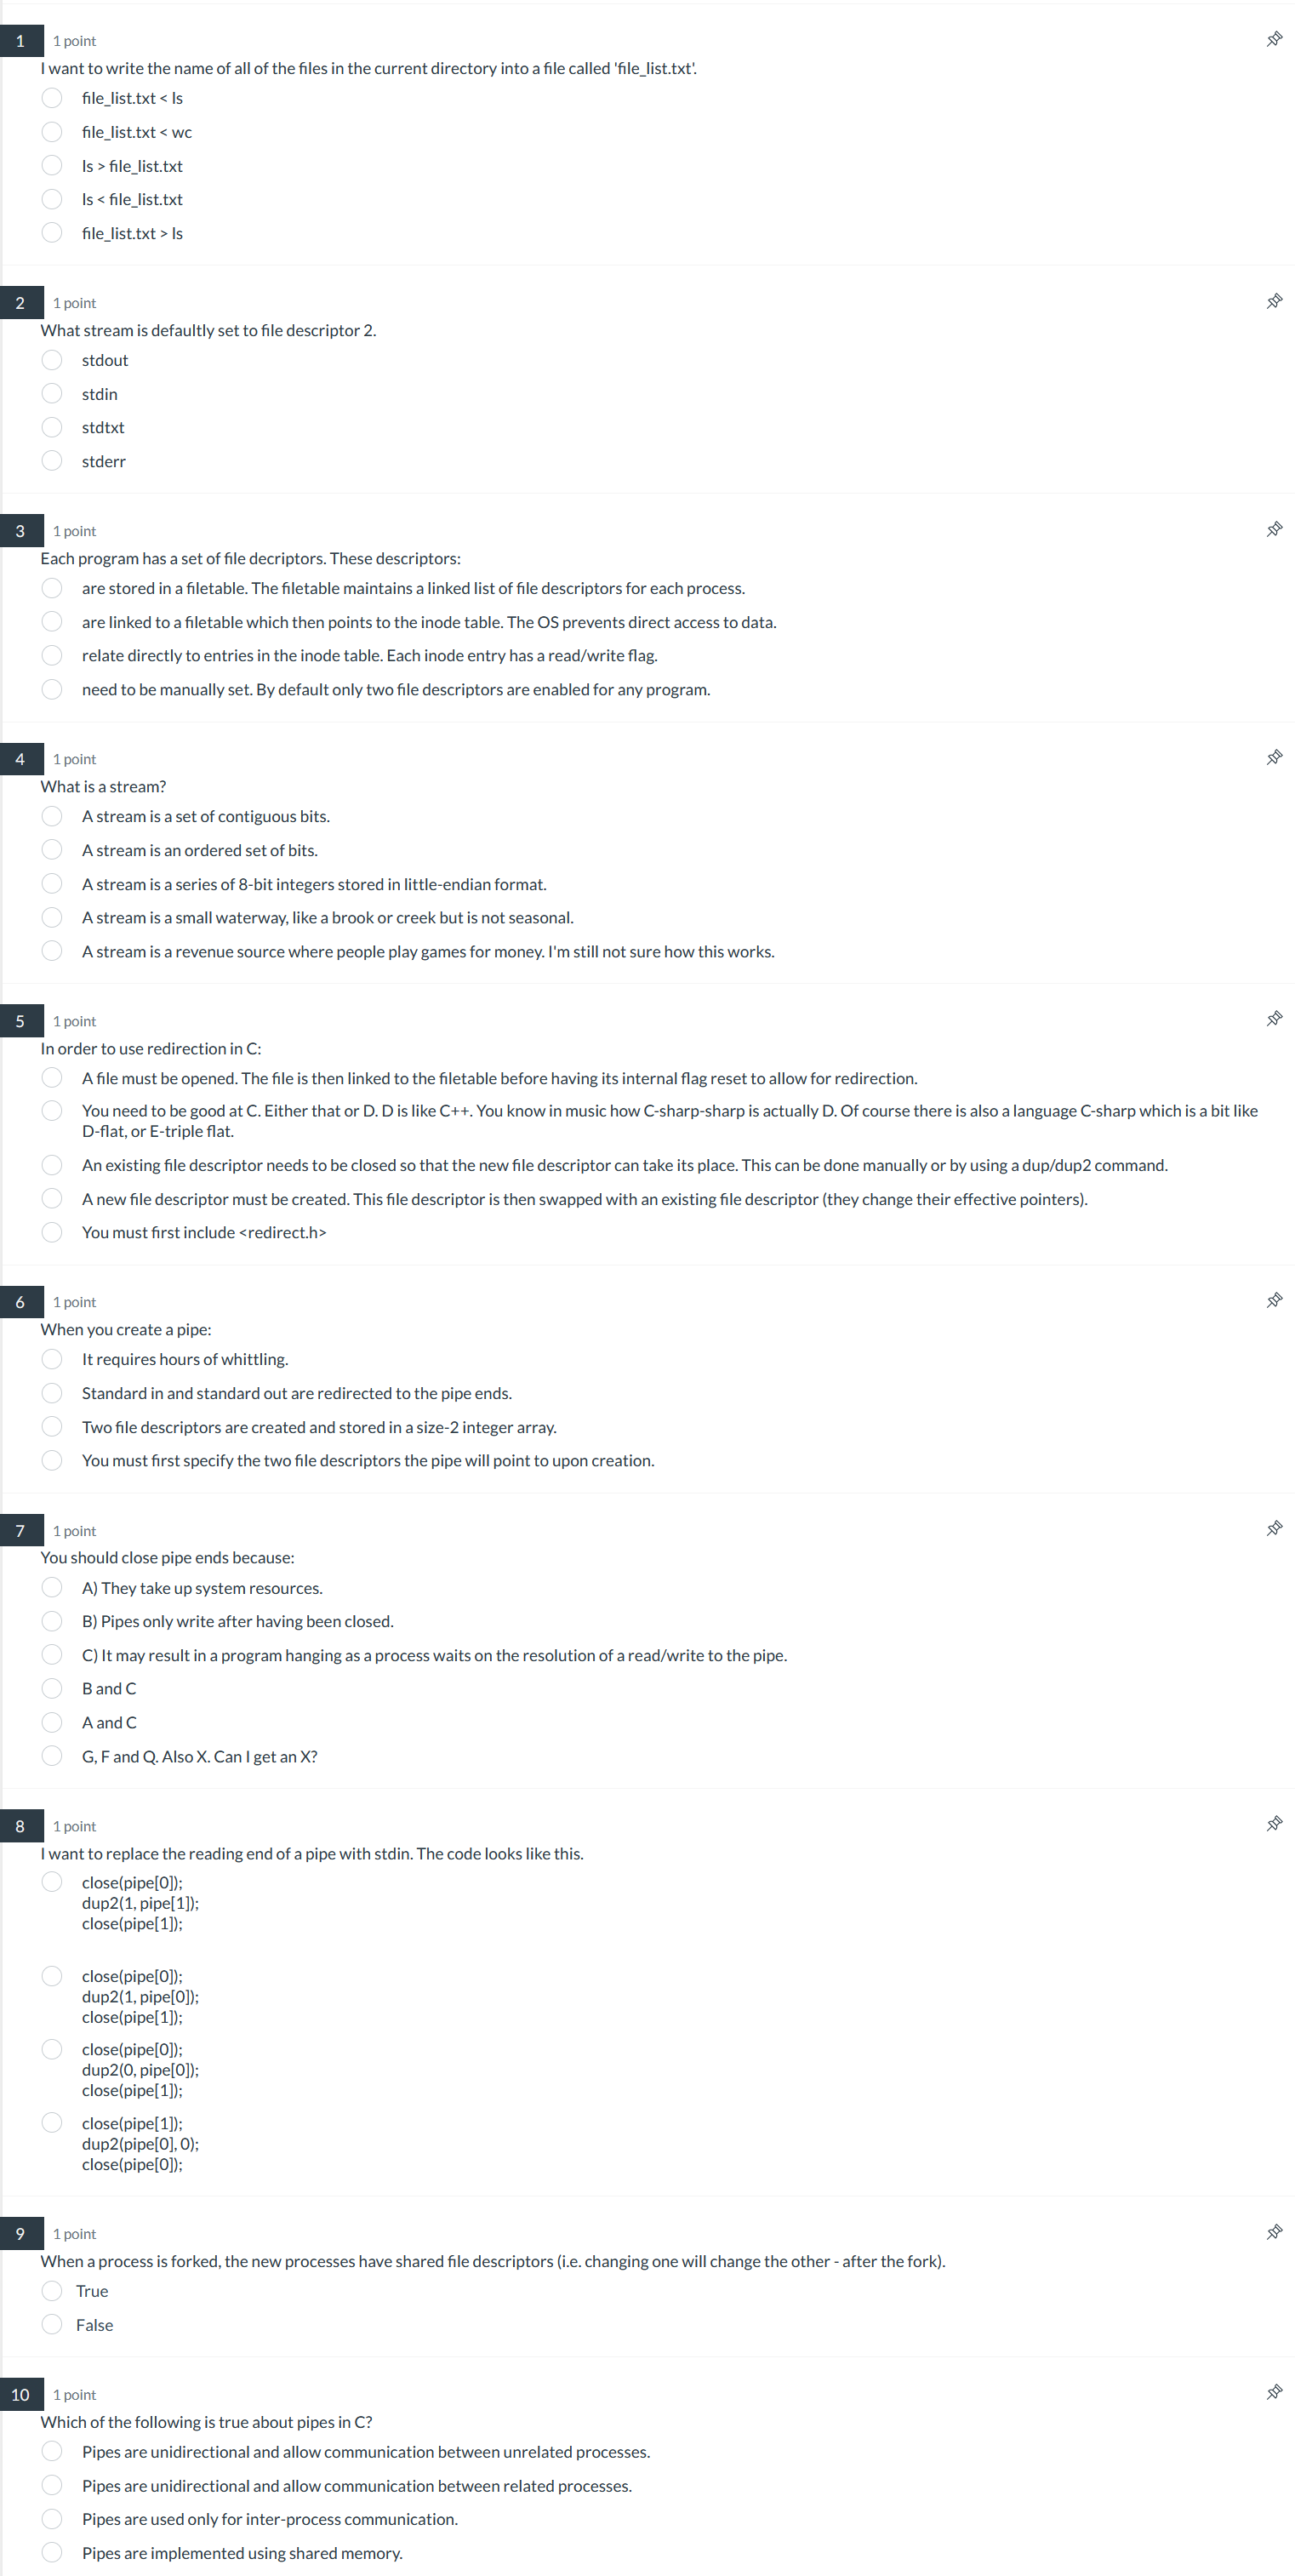 1
1 point
I want to write the name of all of the files in the current directory into a file called 'file_list.txt'.
file_list.txt < ls
file_list.txt < wc
ls > file_list.txt
ls < file_list.txt
file_list.txt > ls
2
1 point
What stream is defaultly set to file descriptor 2.
stdout
stdin
stdtxt
stderr
3
1 point
Each program has a set of file decriptors. These descriptors:
are stored in a filetable. The filetable maintains a linked list of file descriptors for each process.
are linked to a filetable which then points to the inode table. The OS prevents direct access to data.
relate directly to entries in the inode table. Each inode entry has a read/write flag.
need to be manually set. By default only two file descriptors are enabled for any program.
4
1 point
What is a stream?
A stream is a set of contiguous bits.
A stream is an ordered set of bits.
A stream is a series of 8-bit integers stored in little-endian format.
A stream is a small waterway, like a brook or creek but is not seasonal.
A stream is a revenue source where people play games for money. I'm still not sure how this works.
5
1 point
In order to use redirection in C:
A file must be opened. The file is then linked to the filetable before having its internal flag reset to allow for redirection.
You need to be good at C. Either that or D. D is like C++. You know in music how C-sharp-sharp is actually D. Of course there is also a language C-sharp which is a bit like
D-flat, or E-triple flat.
An existing file descriptor needs to be closed so that the new file descriptor can take its place. This can be done manually or by using a dup/dup2 command.
A new file descriptor must be created. This file descriptor is then swapped with an existing file descriptor (they change their effective pointers).
You must first include <redirect.h>
6
1 point
When you create a pipe:
It requires hours of whittling.
Standard in and standard out are redirected to the pipe ends.
Two file descriptors are created and stored in a size-2 integer array.
You must first specify the two file descriptors the pipe will point to upon creation.
7
1 point
You should close pipe ends because:
A) They take up system resources.
B) Pipes only write after having been closed.
C) It may result in a program hanging as a process waits on the resolution of a read/write to the pipe.
B and C
A and C
G, F and Q. Also X. Can I get an X?
8
1 point
I want to replace the reading end of a pipe with stdin. The code looks like this.
close(pipe[0]);
dup2(1, pipe[1]);
close(pipe[1]);
close(pipe[0]);
dup2(1, pipe[0]);
close(pipe[1]);
close(pipe[0]);
dup2(0, pipe[0]);
close(pipe[1]);
close(pipe[1]);
dup2(pipe[0], 0);
close(pipe[0]);
9
1 point
When a process is forked, the new processes have shared file descriptors (i.e. changing one will change the other - after the fork).
True
False
10
1 point
Which of the following is true about pipes in C?
Pipes are unidirectional and allow communication between unrelated processes.
Pipes are unidirectional and allow communication between related processes.
Pipes are used only for inter-process communication.
Pipes are implemented using shared memory.